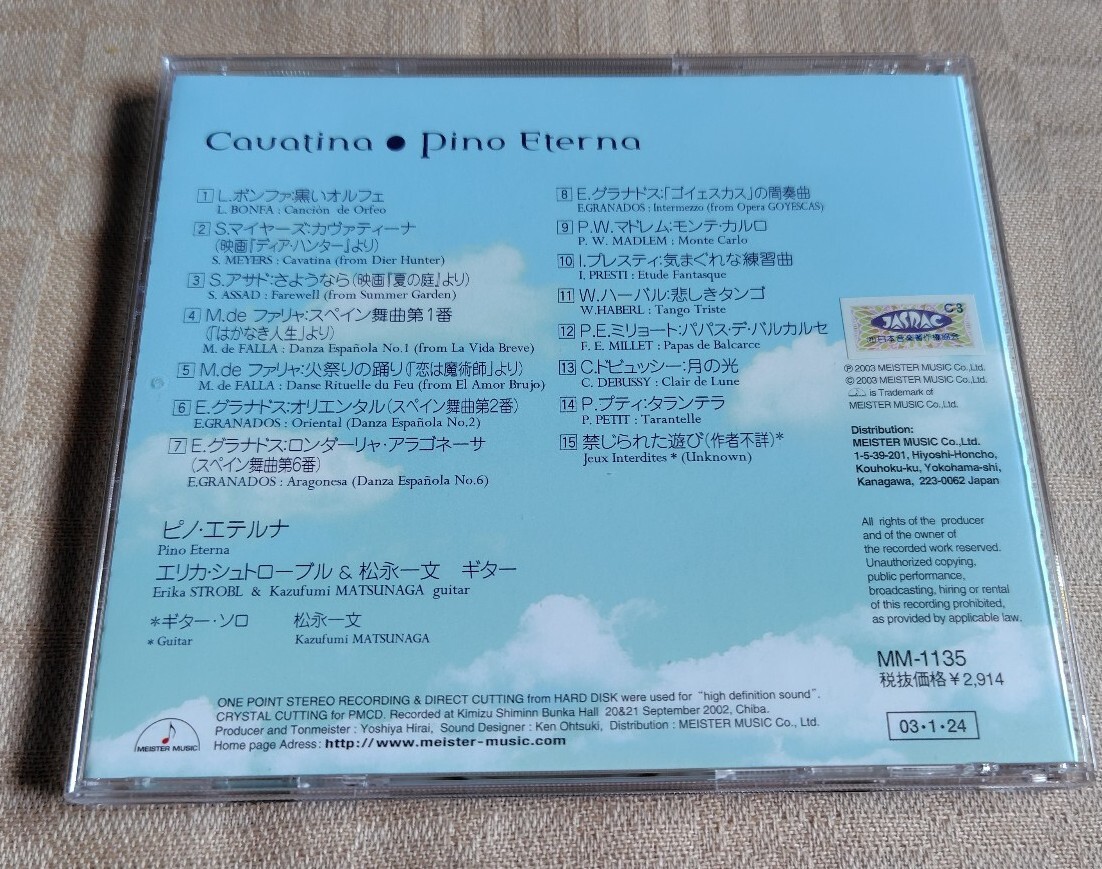 Cavatina ● Pino Eterna
1 L.ボンファ:黒いオルフェ
L. BONFA : Canciòn de Orfeo
2 S.マイヤーズ:カヴァティーナ
(映画『ディア・ハンター』より)
S. MEYERS : Cavatina (from Dier Hunter)
3 S.アサド:さようなら(映画『夏の庭』より)
S. ASSAD : Farewell (from Summer Garden)
4 M.de ファリャ:スペイン舞曲第1番
(『はかなき人生』より)
M. de FALLA : Danza Española No.1 (from La Vida Breve)
5 M.de ファリャ:火祭りの踊り(『恋は魔術師』より)
M. de FALLA : Danse Rituelle du Feu (from El Amor Brujo)
6 E.グラナドス:オリエンタル(スペイン舞曲第2番)
E.GRANADOS : Oriental (Danza Española No.2)
7 E.グラナドス:ロンダーリャ・アラゴネーサ
(スペイン舞曲第6番)
E.GRANADOS : Aragonesa (Danza Española No.6)
8 E.グラナドス:「ゴイェスカス」の間奏曲
E.GRANADOS : Intermezzo (from Opera GOYESCAS)
9 P.W.マドレム:モンテ・カルロ
P. W. MADLEM : Monte Carlo
10 I.プレスティ:気まぐれな練習曲
I. PRESTI : Etude Fantasque
11 W.ハーバル:悲しきタンゴ
W.HABERL : Tango Triste
12 P.E.ミリョート:パパス・デ・バルカルセ
F. E. MILLET : Papas de Balcarce
13 C.ドビュッシー:月の光
C. DEBUSSY : Clair de Lune
14 P.プティ:タランテラ
P. PETIT : Tarantelle
15 禁じられた遊び(作者不詳)*
Jeux Interdites * (Unknown)
ピノ・エテルナ
Pino Eterna
エリカ・シュトローブル & 松永一文 ギター
Erika STROBL & Kazufumi MATSUNAGA guitar
*ギター・ソロ 松永一文
* Guitar Kazufumi MATSUNAGA
C3
JASRAC
Ⓟ 2003 MEISTER MUSIC Co.,Ltd.
© 2003 MEISTER MUSIC Co.,Ltd.
is Trademark of
MEISTER MUSIC Co.,Ltd.
Distribution:
MEISTER MUSIC Co.,Ltd.
1-5-39-201, Hiyoshi-Honcho,
Kouhoku-ku, Yokohama-shi,
Kanagawa, 223-0062 Japan
All rights of the producer
and of the owner of
the recorded work reserved.
Unauthorized copying,
public performance,
broadcasting, hiring or rental
of this recording prohibited,
as provided by applicable law.
MM-1135
税抜価格¥2,914
03・1・24
MEISTER MUSIC
ONE POINT STEREO RECORDING & DIRECT CUTTING from HARD DISK were used for "high definition sound".
CRYSTAL CUTTING for PMCD. Recorded at Kimizu Shiminn Bunka Hall 20&21 September 2002, Chiba.
Producer and Tonmeister : Yoshiya Hirai, Sound Designer : Ken Ohtsuki, Distribution : MEISTER MUSIC Co., Ltd.
Home page Adress: http://www.meister-music.com